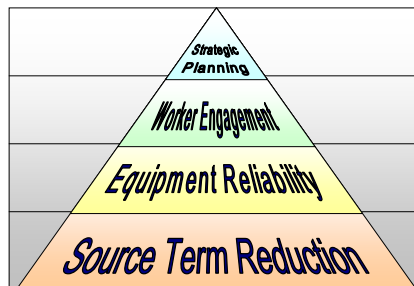 Strategic
Planning
Worker Engagement
Equipment Reliability
Source Term Reduction